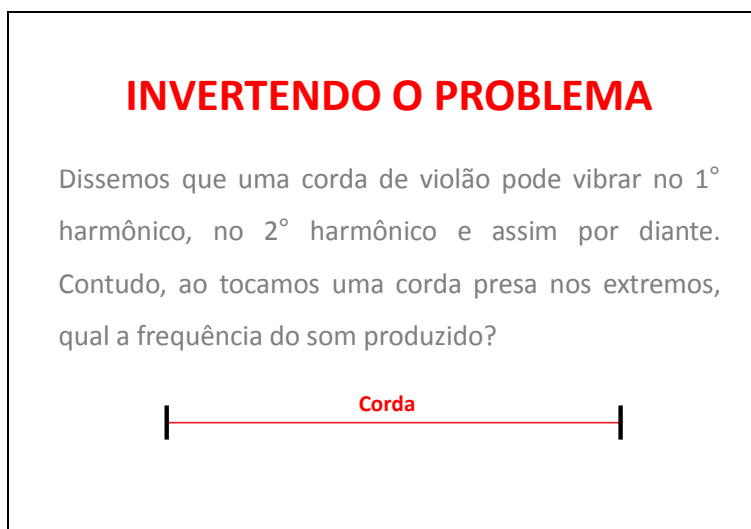 INVERTENDO O PROBLEMA
Dissemos que uma corda de violão pode vibrar no 1°
harmônico, no 2° harmônico e assim por diante.
Contudo, ao tocamos uma corda presa nos extremos,
qual a frequência do som produzido?
Corda